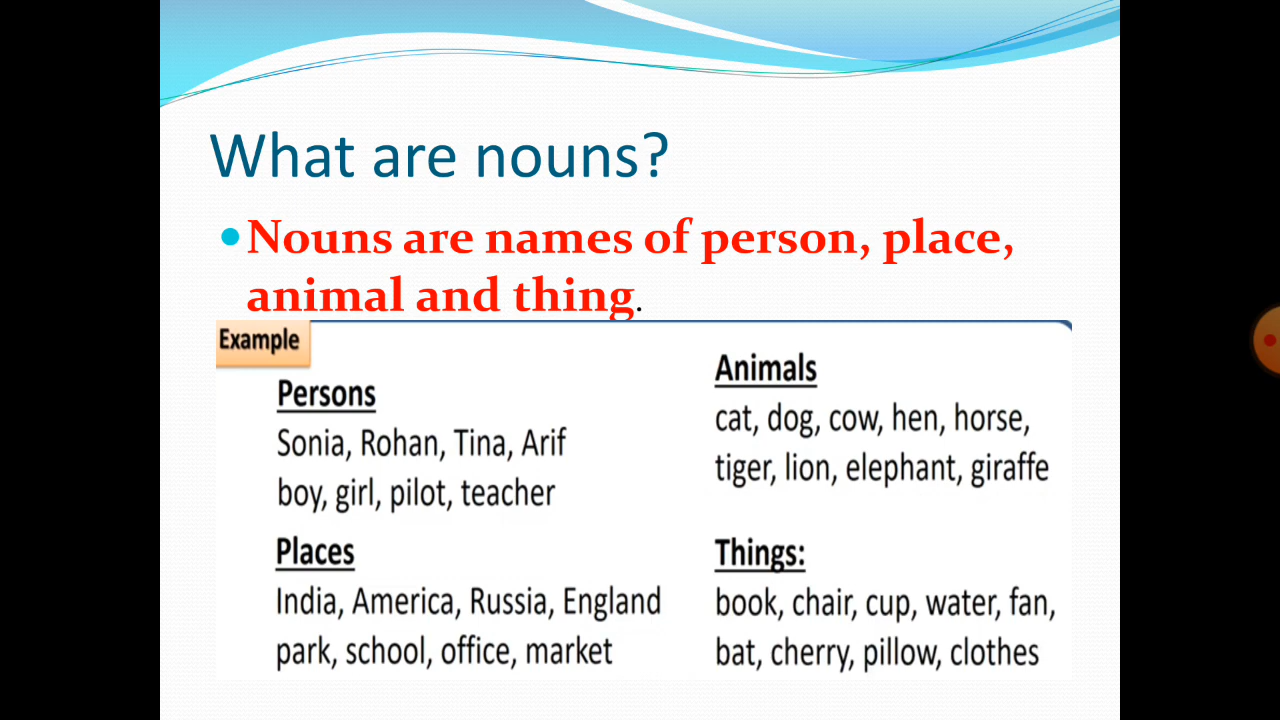 What are nouns?
Nouns are names of person, place,
animal and thing.
Example
Persons
Sonia, Rohan, Tina, Arif
boy, girl, pilot, teacher
Places
India, America, Russia, England
park, school, office, market
Animals
cat, dog, cow, hen, horse,
tiger, lion, elephant, giraffe
Things:
book, chair, cup, water, fan,
bat, cherry, pillow, clothes